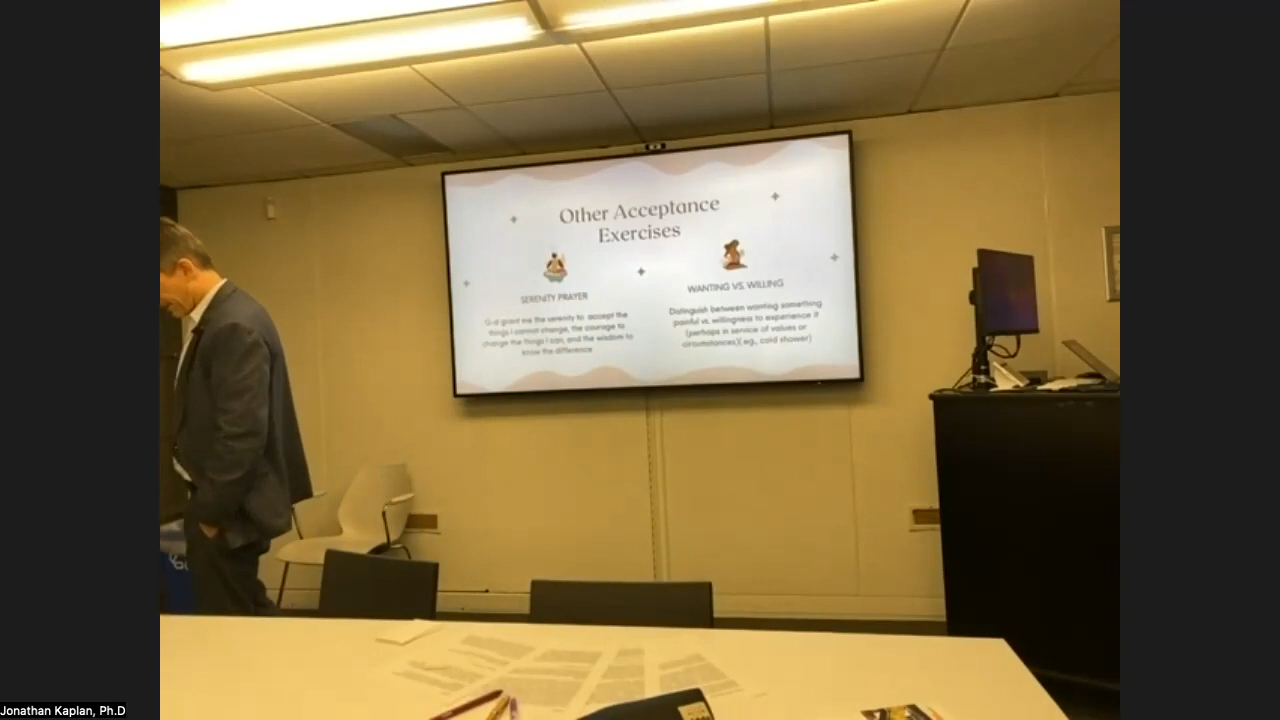 Other Acceptance
Exercises
SERENITY PRAYER
G-d grant me the serenity to accept the
things I cannot change, the courage to
change the things I can, and the wisdom to
know the difference
WANTING VS. WILLING
Distinguish between wanting something
painful vs. willingness to experience it
(perhaps in service of values or
circumstances)( eg., cold shower)
Jonathan Kaplan, Ph.D